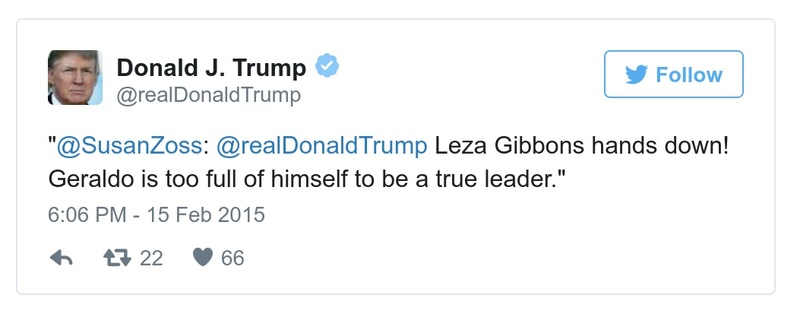 Donald J. Trump
@realDonaldTrump
Follow
"@SusanZoss: @realDonaldTrump Leza Gibbons hands down!
Geraldo is too full of himself to be a true leader."
6:06 PM - 15 Feb 2015
22 66